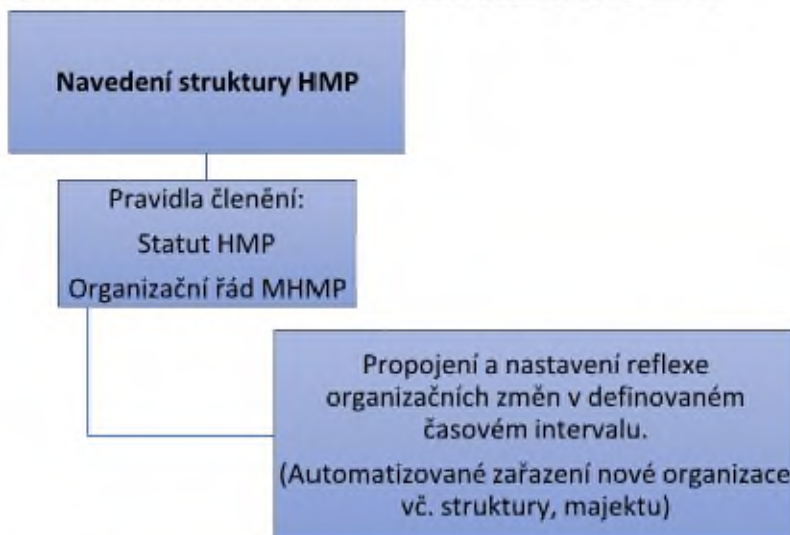 Navedení struktury HMP
Pravidla členění:
Statut HMP
Organizační řád MHMP
Propojení a nastavení reflexe
organizačních změn v definovaném
časovém intervalu.
(Automatizované zařazení nové organizace
vč. struktury, majektu)